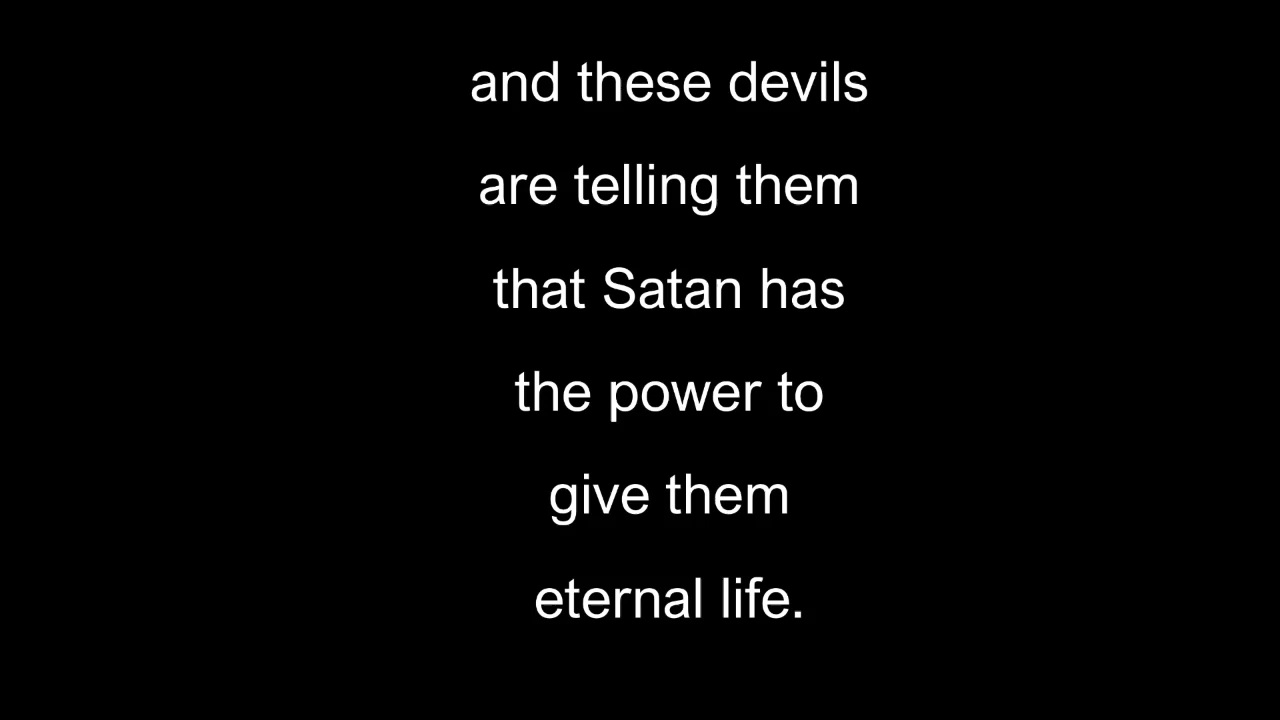 and these devils
are telling them
that Satan has
the power to
give them
eternal life.